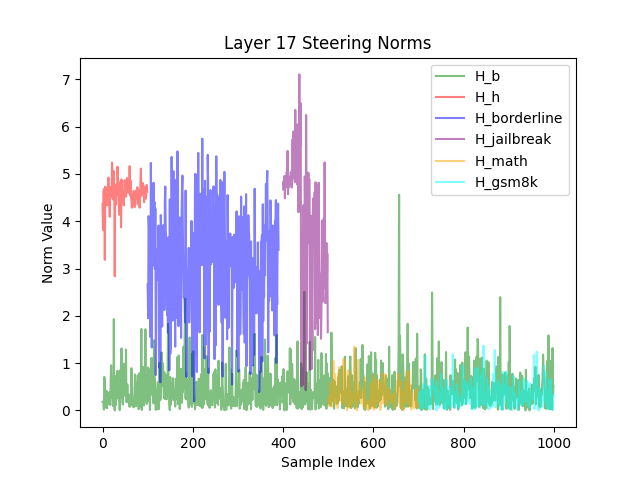 Layer 17 Steering Norms
Norm Value
7
6
5
4
3
2
1
0
H_b
H_h
H_borderline
H_jailbreak
H_math
H_gsm8k
0
200
400
600
800
1000
Sample Index